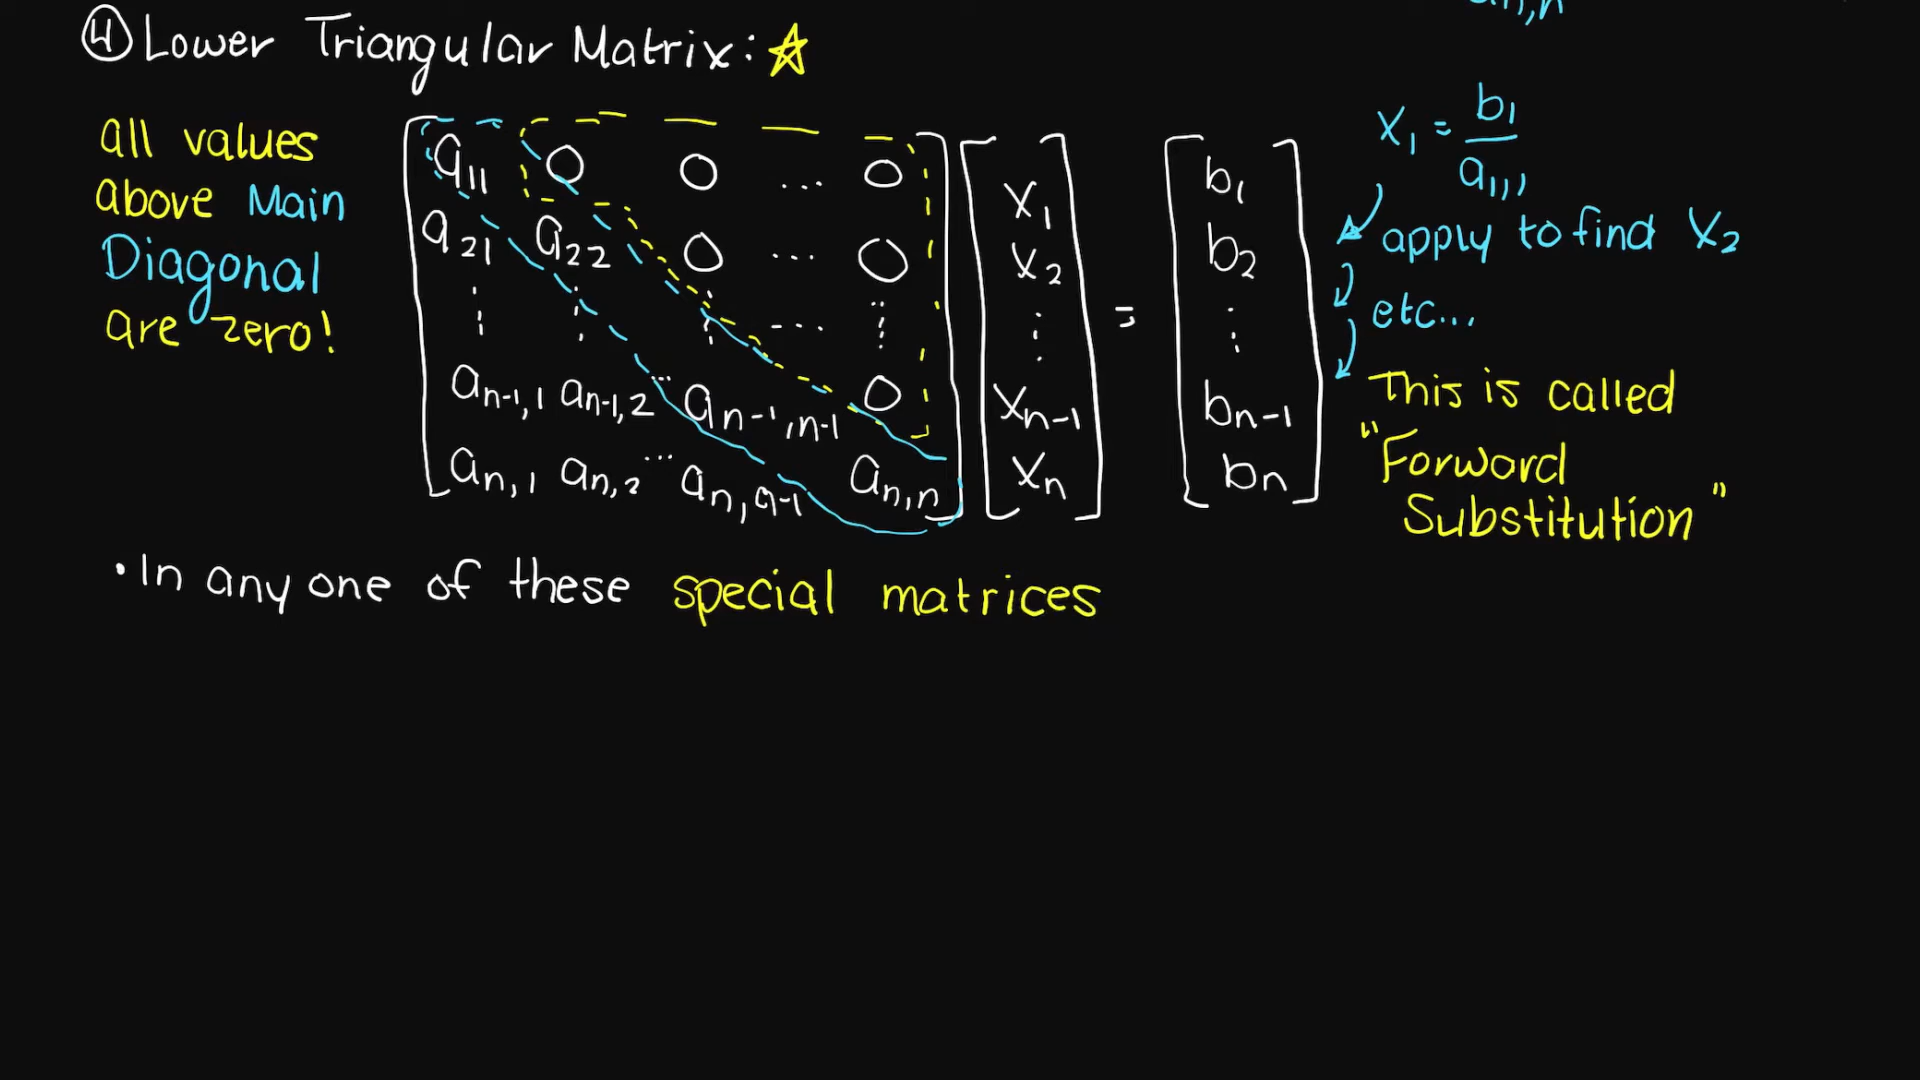 ④ Lower Triangular Matrix: ☆
all values
above Main
Diagonal
are zero!
[ a11 0 0 ... 0 ] [ x1 ] [ b1 ]
[ a21 a22 0 ... 0 ] [ x2 ] [ b2 ]
[ ⋮ ⋮ ⋮ ... ⋮ ] [ ⋮ ] = [ ⋮ ]
[ an-1,1 an-1,2 ... an-1,n-1 0 ] [ xn-1 ] [ bn-1 ]
[ an,1 an,2 ... an,n-1 an,n ] [ xn ] [ bn ]
x1 = b1 / a1,1
apply to find x2
etc...
This is called
"Forward
Substitution"
• In any one of these special matrices